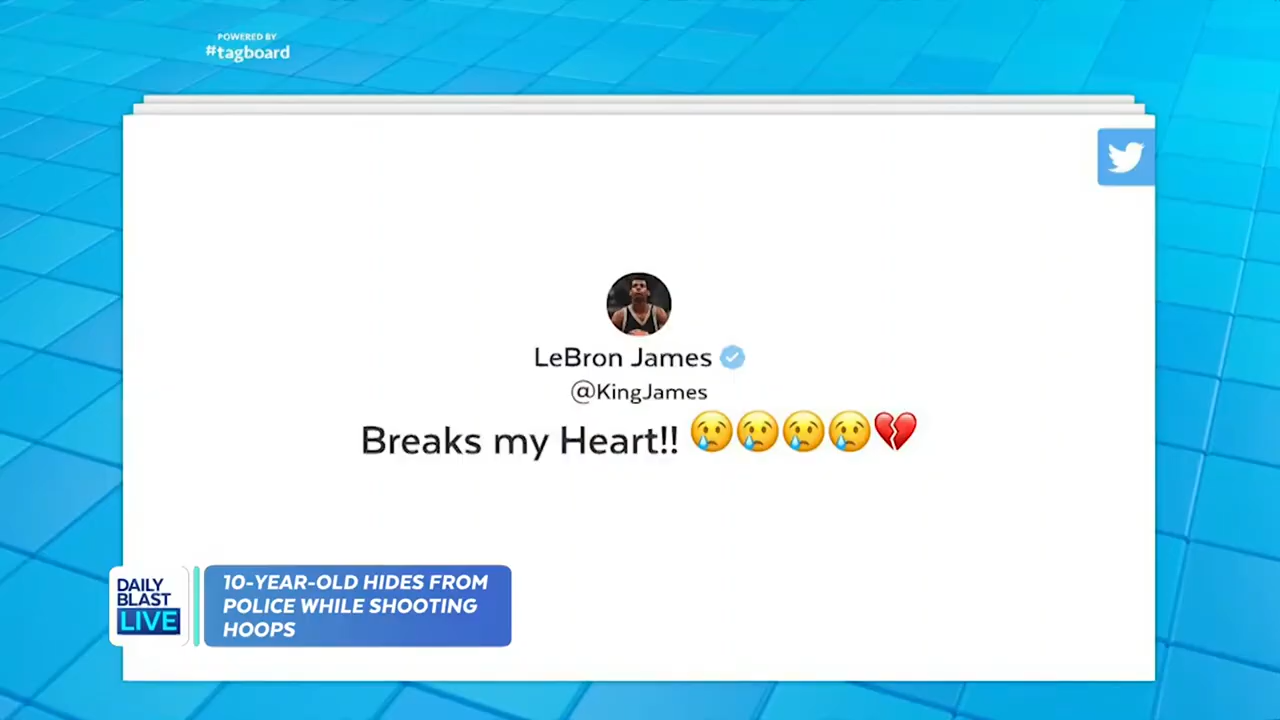 POWERED BY
#tagboard
LeBron James
@KingJames
Breaks my Heart!! 😢😢😢😢💔
DAILY
BLAST
LIVE
10-YEAR-OLD HIDES FROM
POLICE WHILE SHOOTING
HOOPS